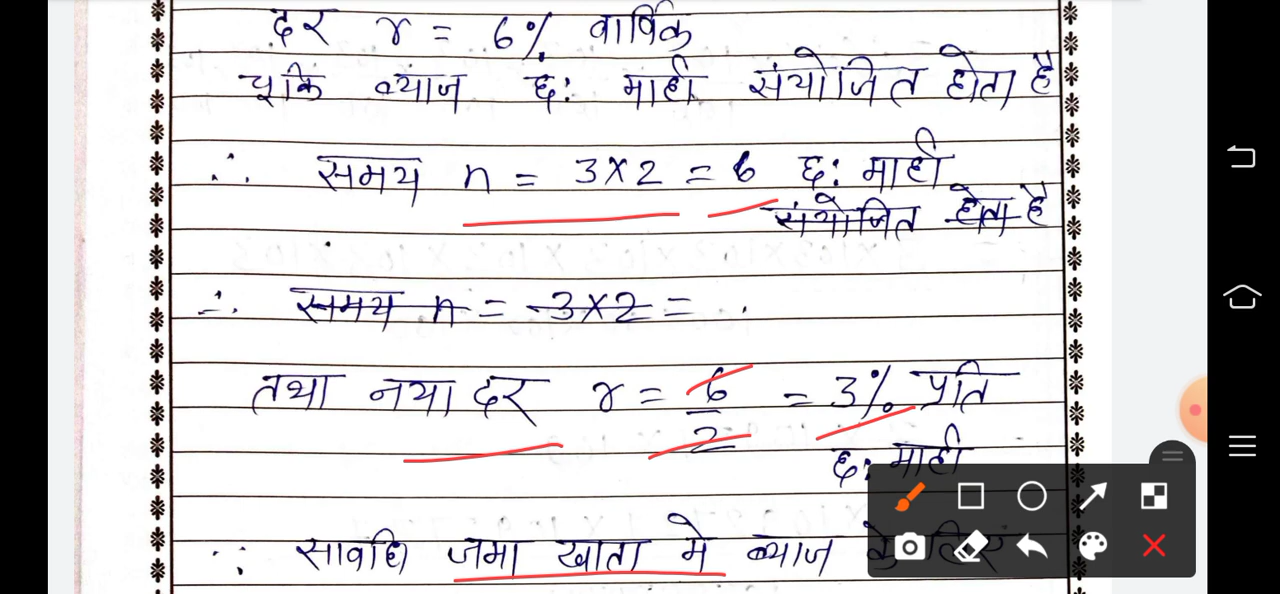 दर r = 6% वार्षिक
चूकि व्याज छः माही संयोजित होता है
∴ समय n = 3×2 = 6 छः माही
संयोजित होता है
∴ समय n = 3×2 =
तथा नया दर r = 6/2 = 3% प्रति
छः माही
∵ सावधि जमा खाता मे व्याज